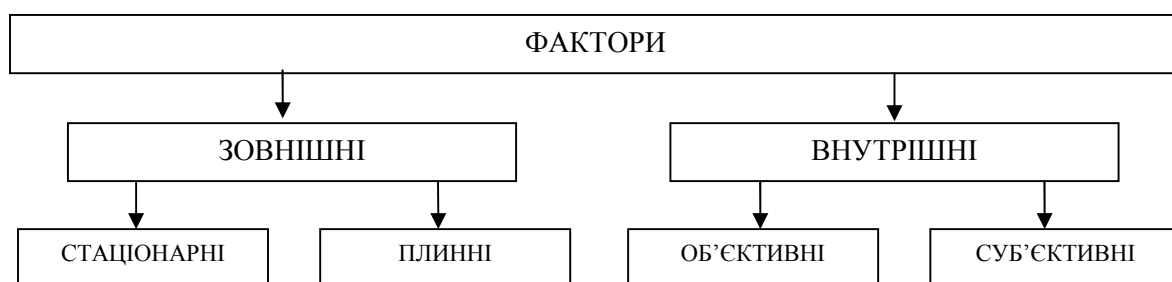 ФАКТОРИ
ЗОВНІШНІ
ВНУТРІШНІ
СТАЦІОНАРНІ
ПЛИННІ
ОБ’ЄКТИВНІ
СУБ’ЄКТИВНІ